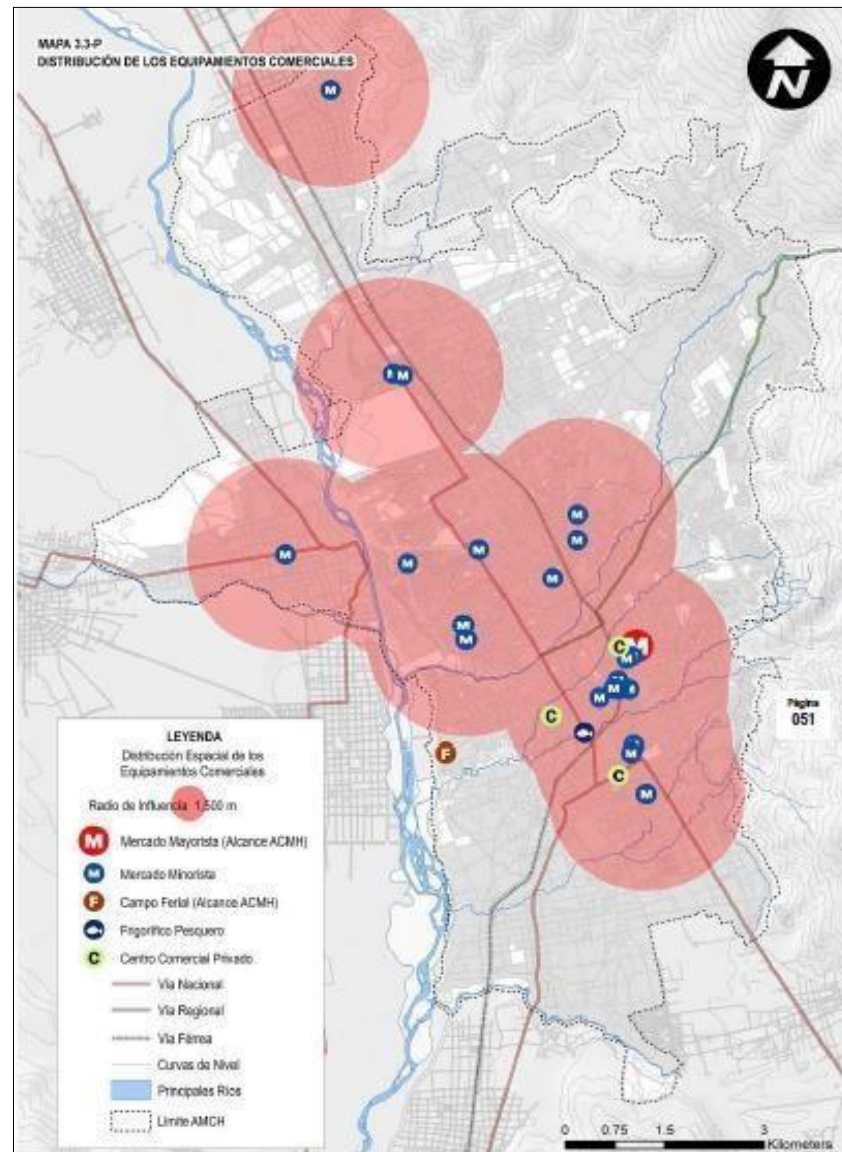 MAPA 3.3-P
DISTRIBUCIÓN DE LOS EQUIPAMIENTOS COMERCIALES
N
M
M
M
M
M
M
M
M
M
M
M
C
M
M
M
M
C
F
M
C
M
Página
051
LEYENDA
Distribución Espacial de los
Equipamientos Comerciales
Radio de Influencia 1,500 m
M Mercado Mayorista (Alcance ACMH)
M Mercado Minorista
F Campo Ferial (Alcance ACMH)
Frigorífico Pesquero
C Centro Comercial Privado
Vía Nacional
Vía Regional
Vía Férrea
Curvas de Nivel
Principales Ríos
Límite AMCH
0 0.75 1.5 3
Kilometers